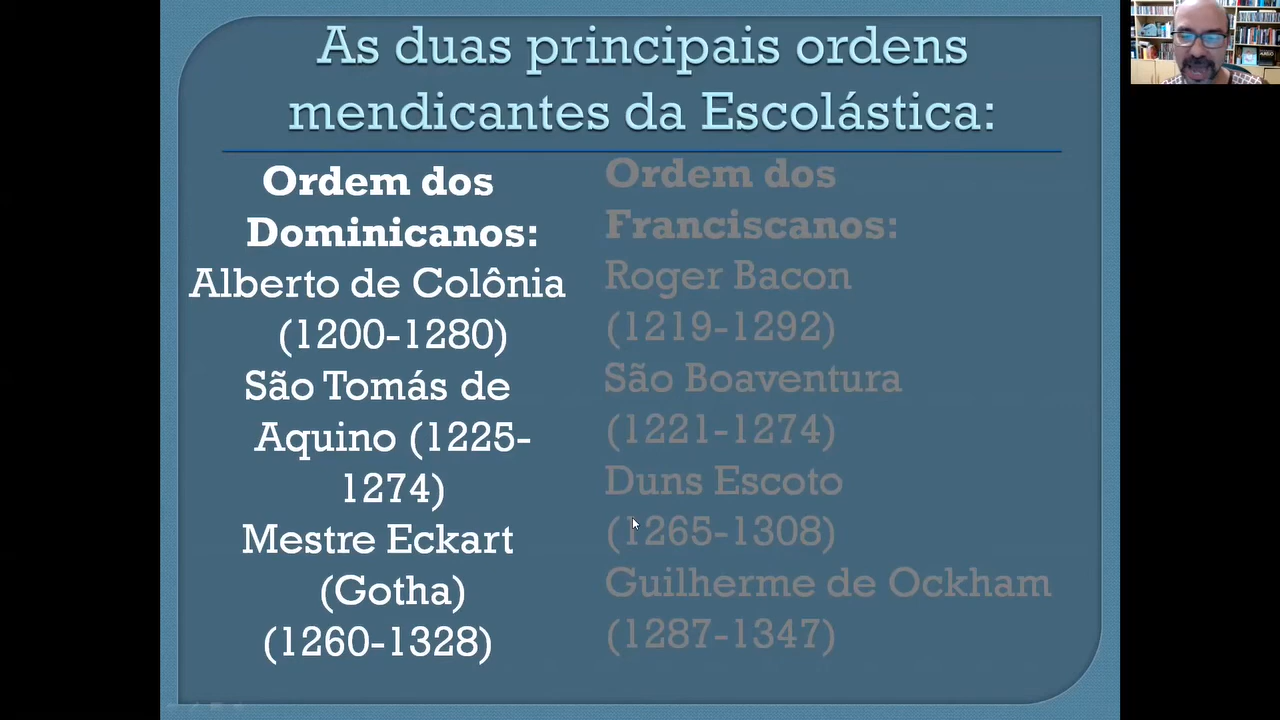 As duas principais ordens
mendicantes da Escolástica:
Ordem dos
Dominicanos:
Alberto de Colônia
(1200-1280)
São Tomás de
Aquino (1225-
1274)
Mestre Eckart
(Gotha)
(1260-1328)
Ordem dos
Franciscanos:
Roger Bacon
(1219-1292)
São Boaventura
(1221-1274)
Duns Escoto
(1265-1308)
Guilherme de Ockham
(1287-1347)